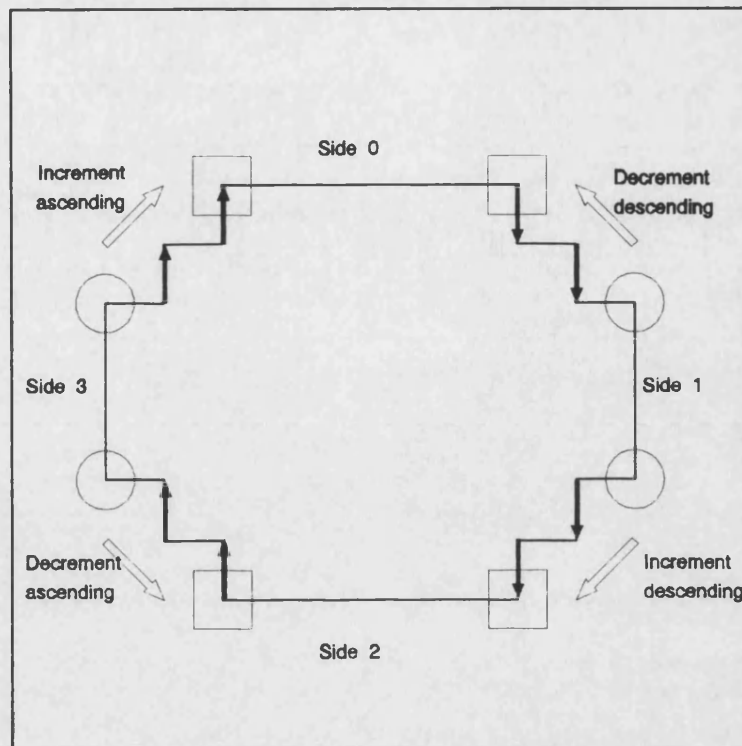 Side 0
Increment
ascending
Decrement
descending
Side 3
Side 1
Decrement
ascending
Increment
descending
Side 2